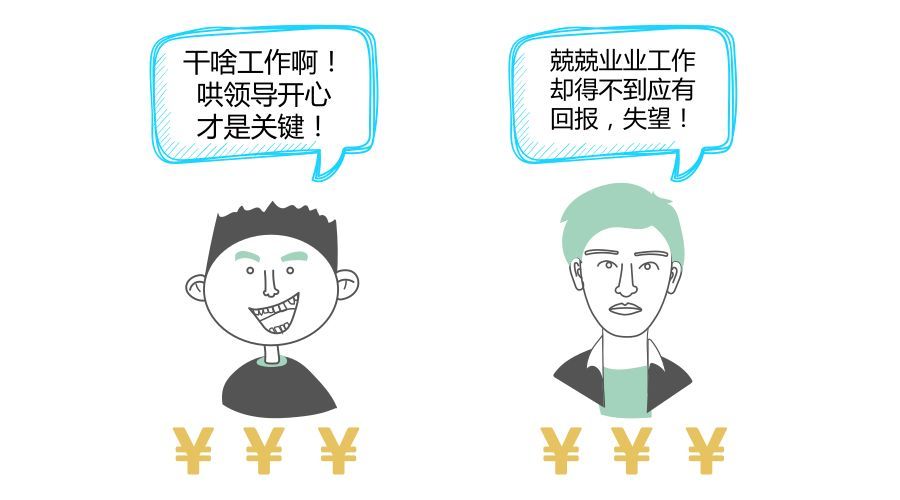 干啥工作啊！
哄领导开心
才是关键！
兢兢业业工作
却得不到应有
回报，失望！
¥ ¥ ¥
¥ ¥ ¥